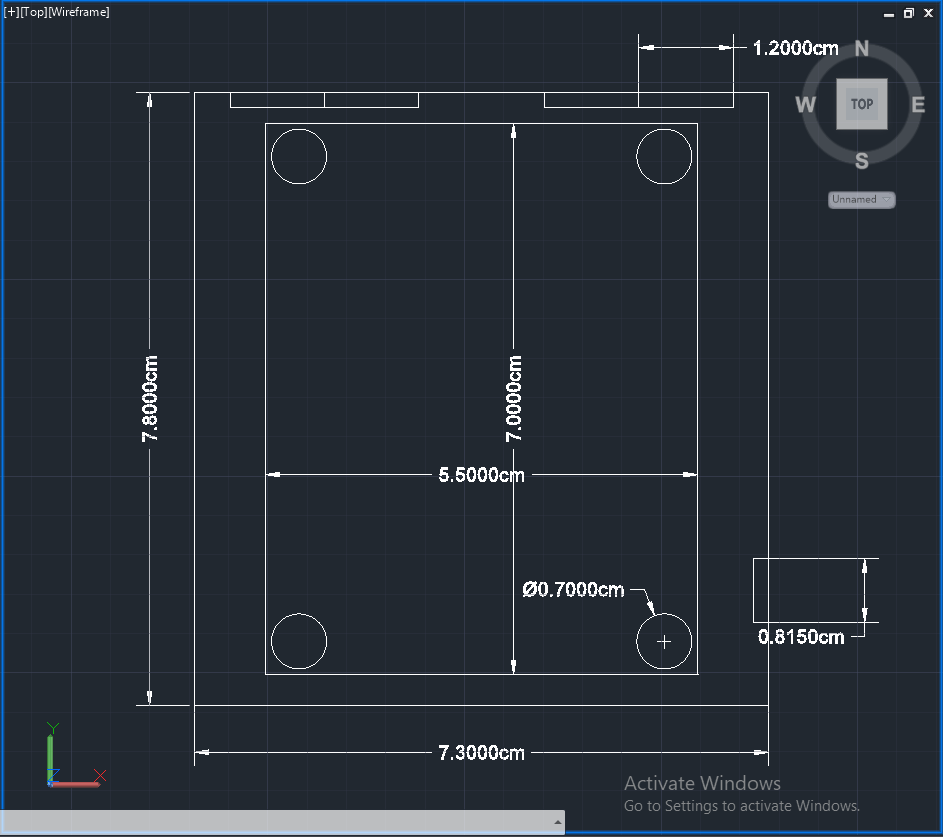 [+][Top][Wireframe]
1.2000cm
N
W
TOP
E
S
Unnamed
7.8000cm
7.0000cm
5.5000cm
Ø0.7000cm
0.8150cm
7.3000cm
Y
Z
X
Activate Windows
Go to Settings to activate Windows.